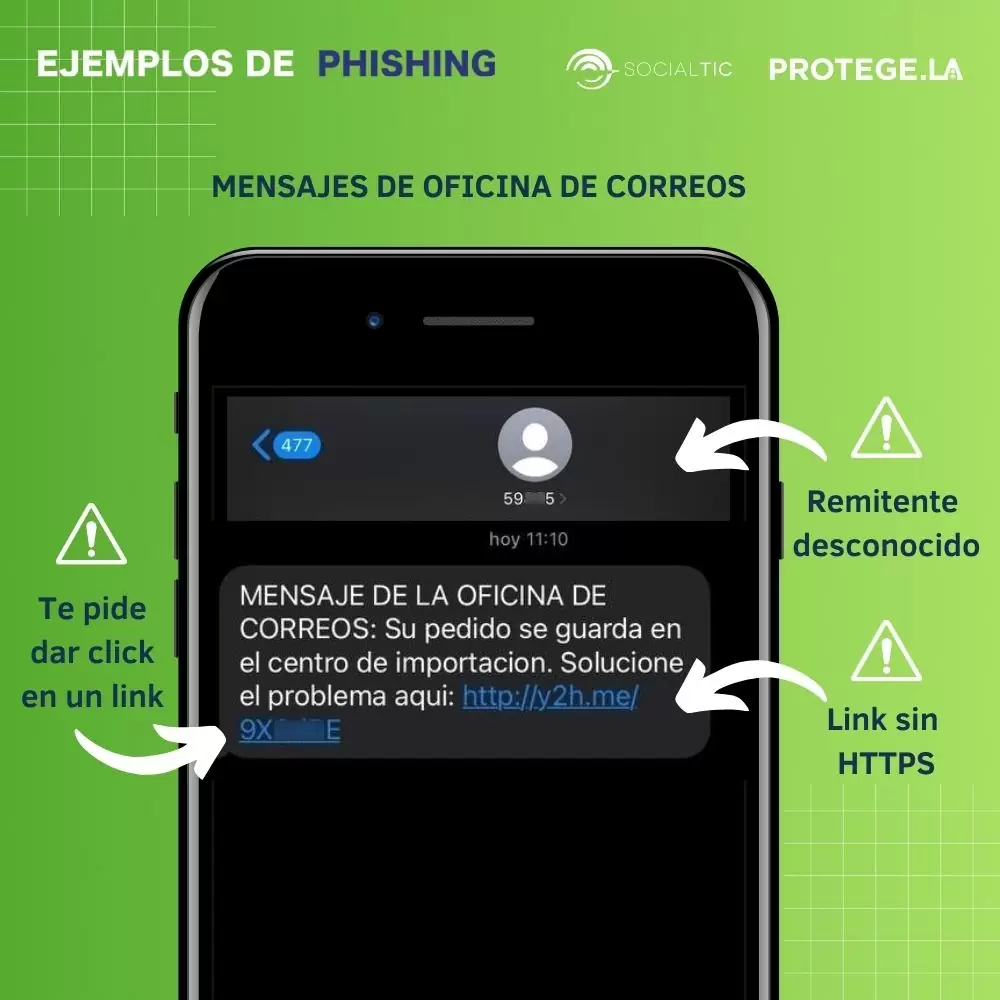 EJEMPLOS DE PHISHING
SOCIALTIC
PROTEGE.LA
MENSAJES DE OFICINA DE CORREOS
477
59 5
hoy 11:10
MENSAJE DE LA OFICINA DE
CORREOS: Su pedido se guarda en
el centro de importacion. Solucione
el problema aqui: http://y2h.me/
9X E
Remitente
desconocido
Te pide
dar click
en un link
Link sin
HTTPS